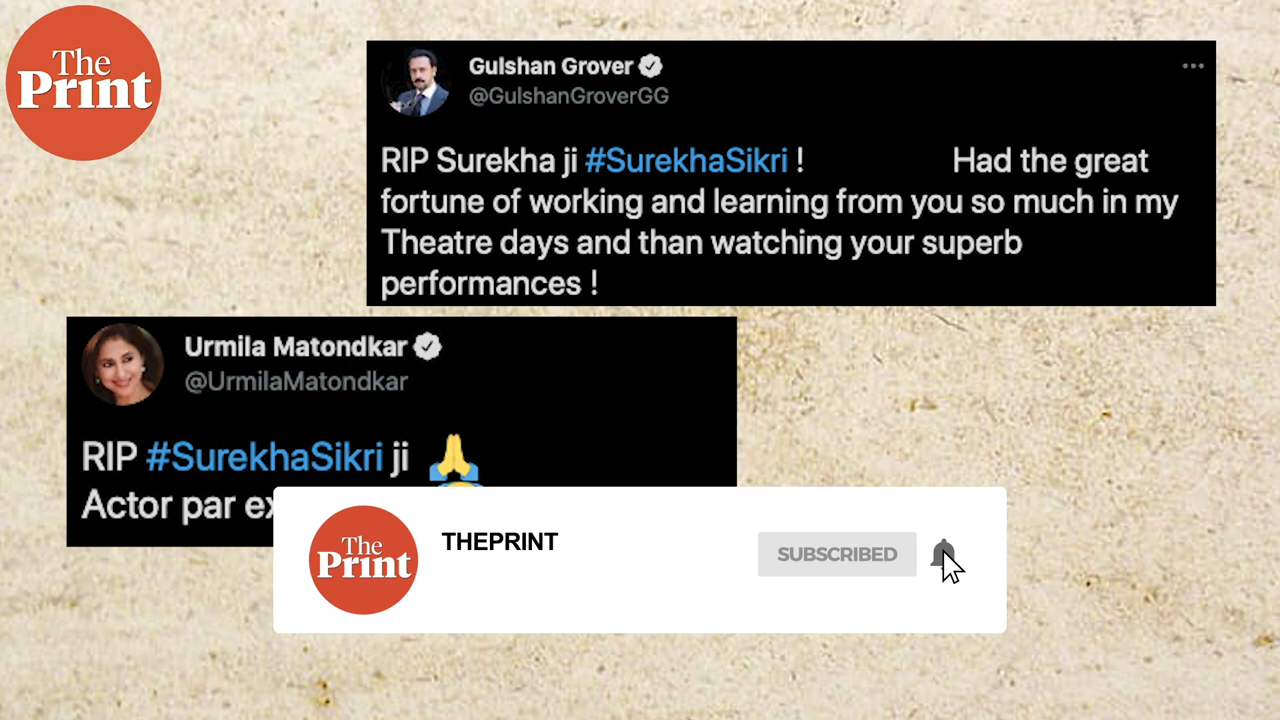 The
Print
Gulshan Grover
@GulshanGroverGG
RIP Surekha ji #SurekhaSikri ! Had the great
fortune of working and learning from you so much in my
Theatre days and than watching your superb
performances !
Urmila Matondkar
@UrmilaMatondkar
RIP #SurekhaSikri ji 🙏
Actor par
The
Print
THEPRINT
SUBSCRIBED